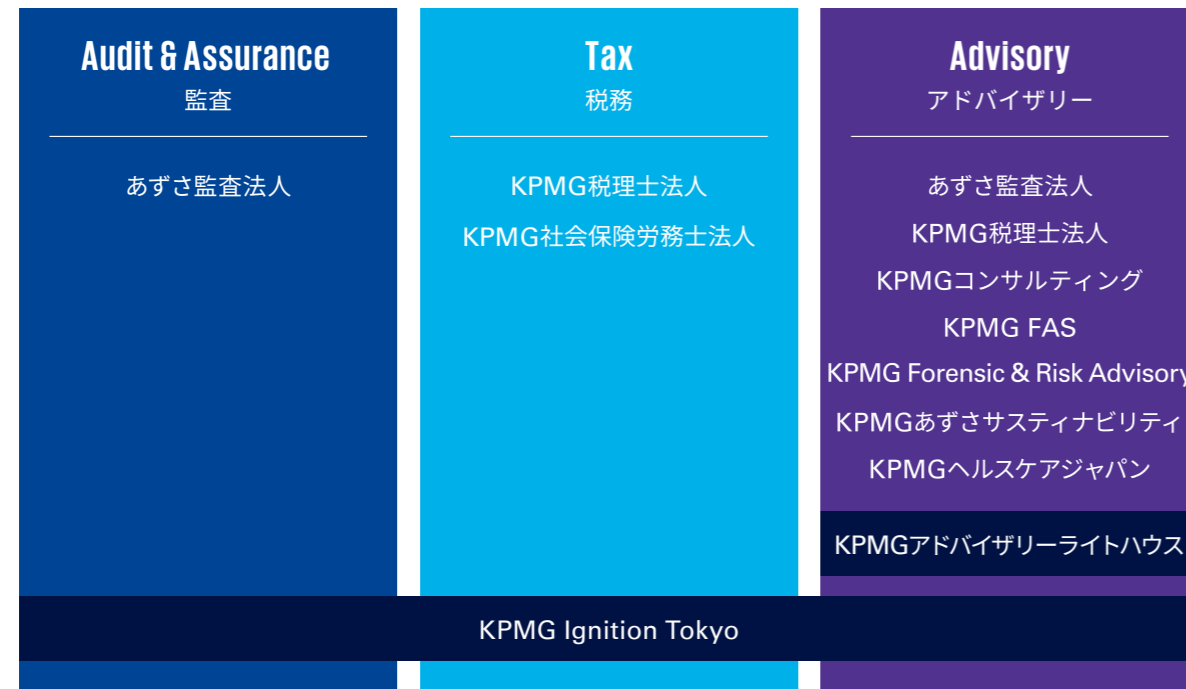 Audit & Assurance
監査
あずさ監査法人
Tax
税務
KPMG税理士法人
KPMG社会保険労務士法人
Advisory
アドバイザリー
あずさ監査法人
KPMG税理士法人
KPMGコンサルティング
KPMG FAS
KPMG Forensic & Risk Advisory
KPMGあずさサスティナビリティ
KPMGヘルスケアジャパン
KPMGアドバイザリーライトハウス
KPMG Ignition Tokyo